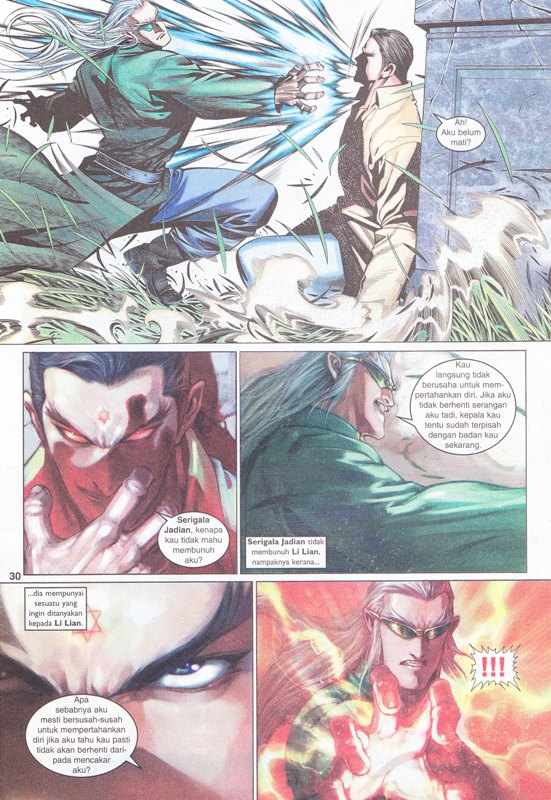 Ah!
Aku belum
mati?
Serigala
Jadian, kenapa
kau tidak mahu
membunuh
aku?
Kau
langsung tidak
berusaha untuk mem-
pertahankan diri. Jika aku
tidak berhenti serangan
aku tadi, kepala kau
tentu sudah terpisah
dengan badan kau
sekarang.
Serigala Jadian tidak
membunuh Li Lian,
nampaknya kerana...
30
...dia mempunyai
sesuatu yang
ingin ditanyakan
kepada Li Lian.
Apa
sebabnya aku
mesti bersusah-susah
untuk mempertahankan
diri jika aku tahu kau pasti
tidak akan berhenti dari-
pada mencakar
aku?
!!!